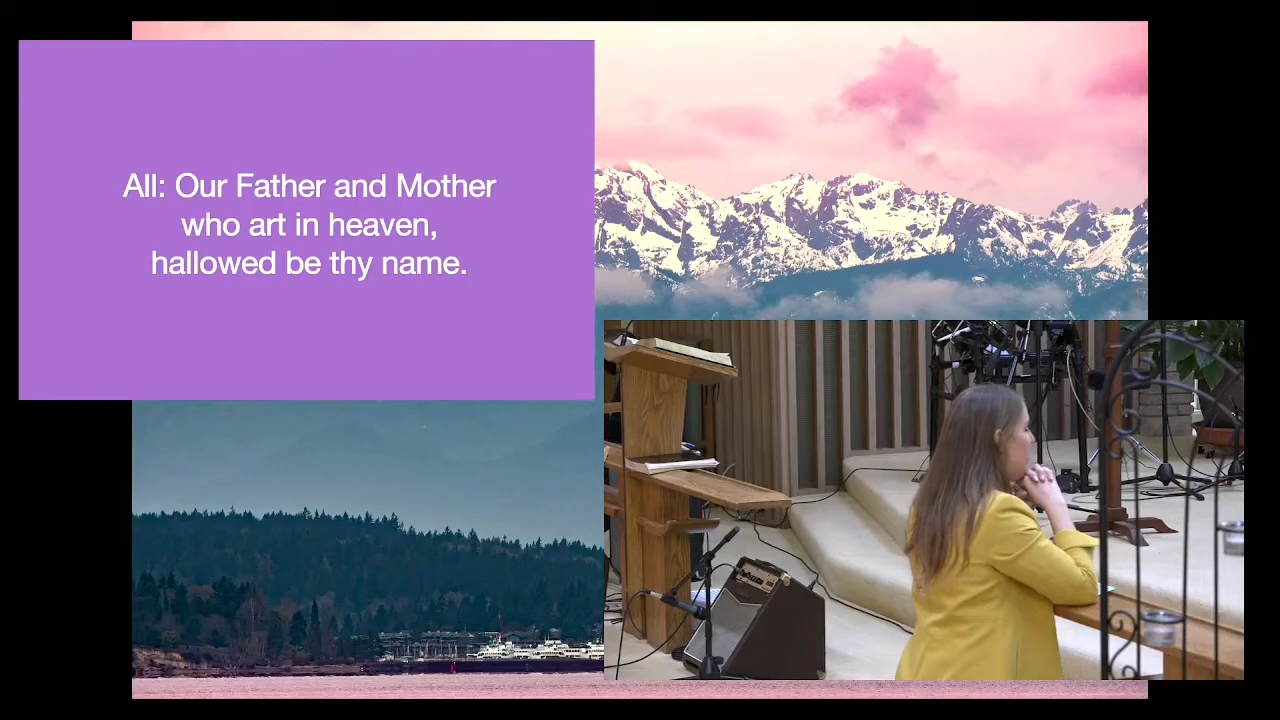 All: Our Father and Mother
who art in heaven,
hallowed be thy name.